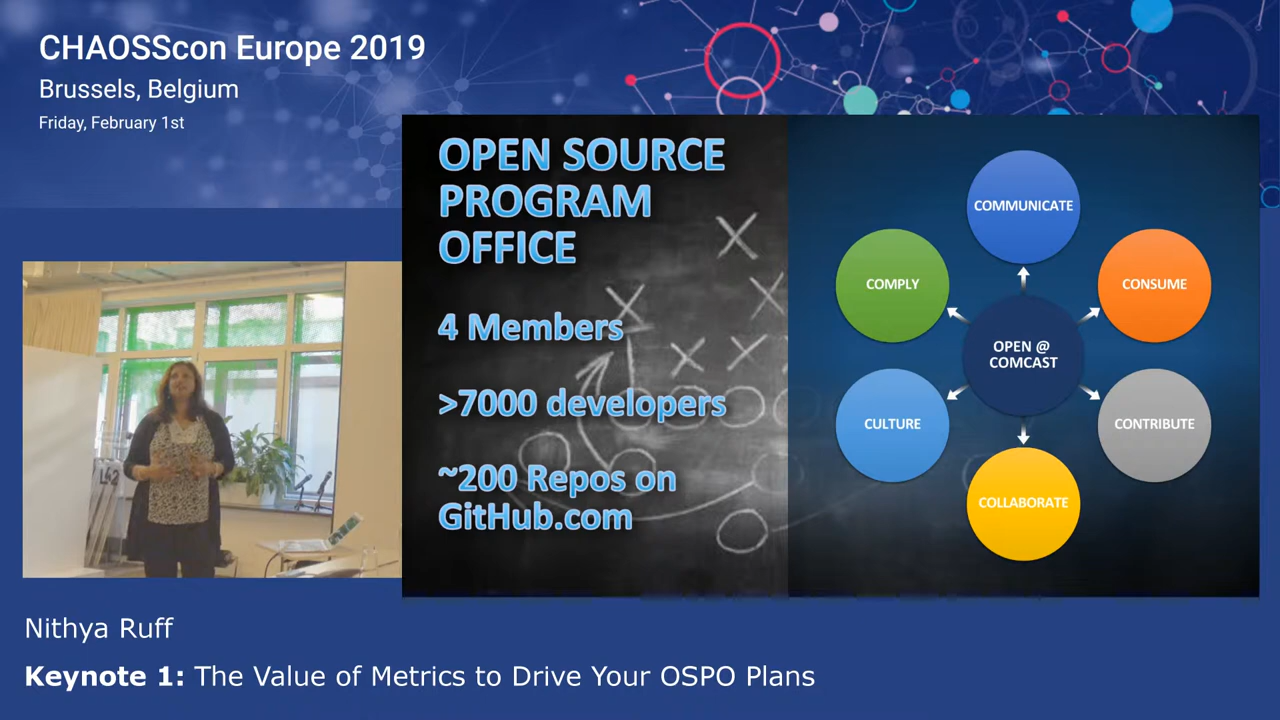 CHAOSScon Europe 2019
Brussels, Belgium
Friday, February 1st
OPEN SOURCE
PROGRAM
OFFICE
4 Members
>7000 developers
~200 Repos on
GitHub.com
COMMUNICATE
COMPLY
CONSUME
OPEN @
COMCAST
CULTURE
CONTRIBUTE
COLLABORATE
L42
Nithya Ruff
Keynote 1: The Value of Metrics to Drive Your OSPO Plans